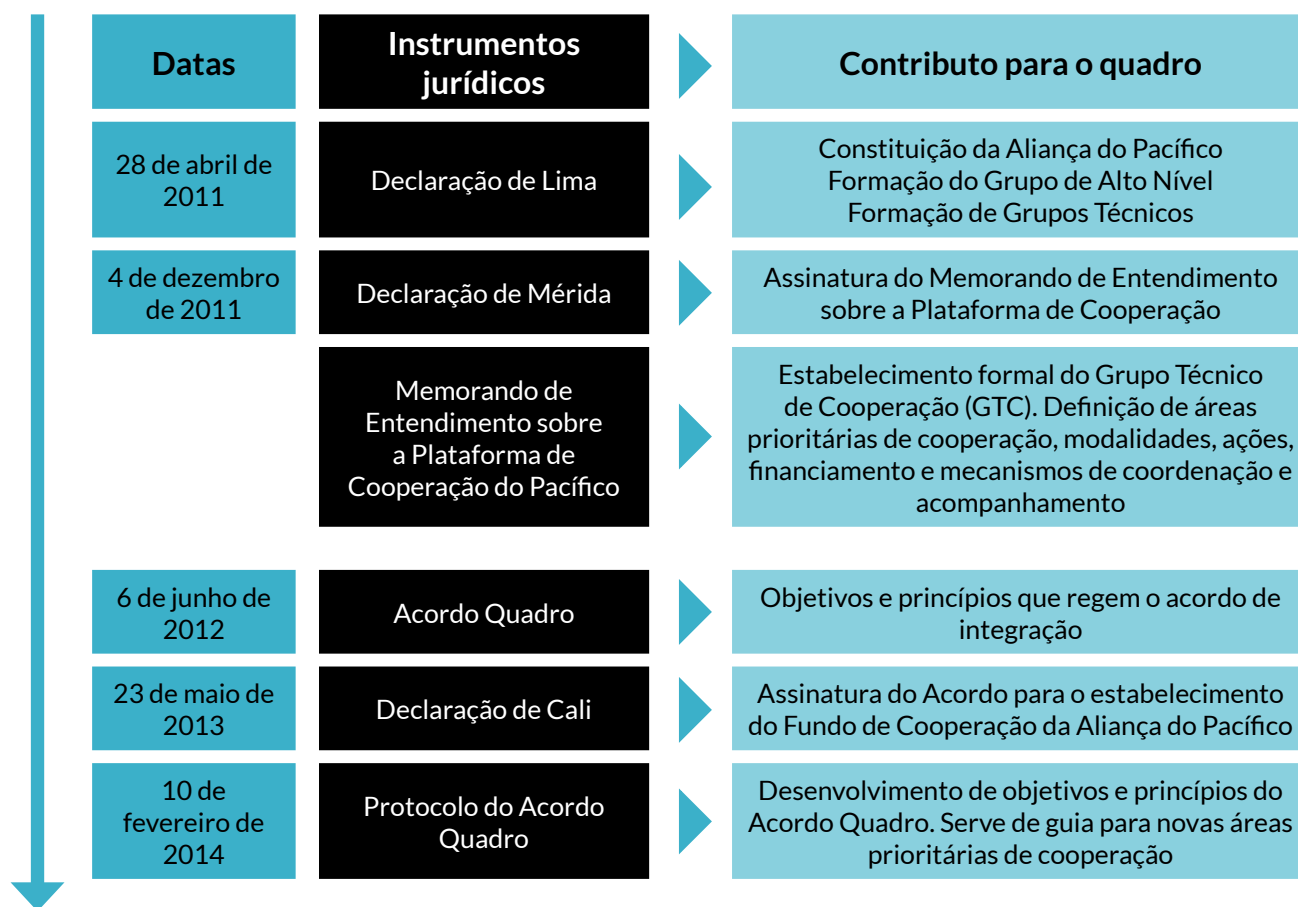 Datas
Instrumentos
jurídicos
Contributo para o quadro
28 de abril de
2011
Declaração de Lima
Constituição da Aliança do Pacífico
Formação do Grupo de Alto Nível
Formação de Grupos Técnicos
4 de dezembro
de 2011
Declaração de Mérida
Assinatura do Memorando de Entendimento
sobre a Plataforma de Cooperação
Memorando de
Entendimento sobre
a Plataforma de
Cooperação do Pacífico
Estabelecimento formal do Grupo Técnico
de Cooperação (GTC). Definição de áreas
prioritárias de cooperação, modalidades, ações,
financiamento e mecanismos de coordenação e
acompanhamento
6 de junho de
2012
Acordo Quadro
Objetivos e princípios que regem o acordo de
integração
23 de maio de
2013
Declaração de Cali
Assinatura do Acordo para o estabelecimento
do Fundo de Cooperação da Aliança do Pacífico
10 de
fevereiro de
2014
Protocolo do Acordo
Quadro
Desenvolvimento de objetivos e princípios do
Acordo Quadro. Serve de guia para novas áreas
prioritárias de cooperação